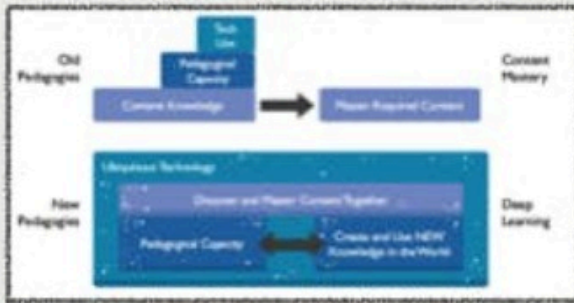 Tech
Use
Old
Pedagogies
Pedagogical
Capacity
Content
Mastery
Content Knowledge
Master Required Content
Ubiquitous Technology
Discover and Master Content Together
New
Pedagogies
Pedagogical Capacity
Create and Use NEW
Knowledge in the World
Deep
Learning